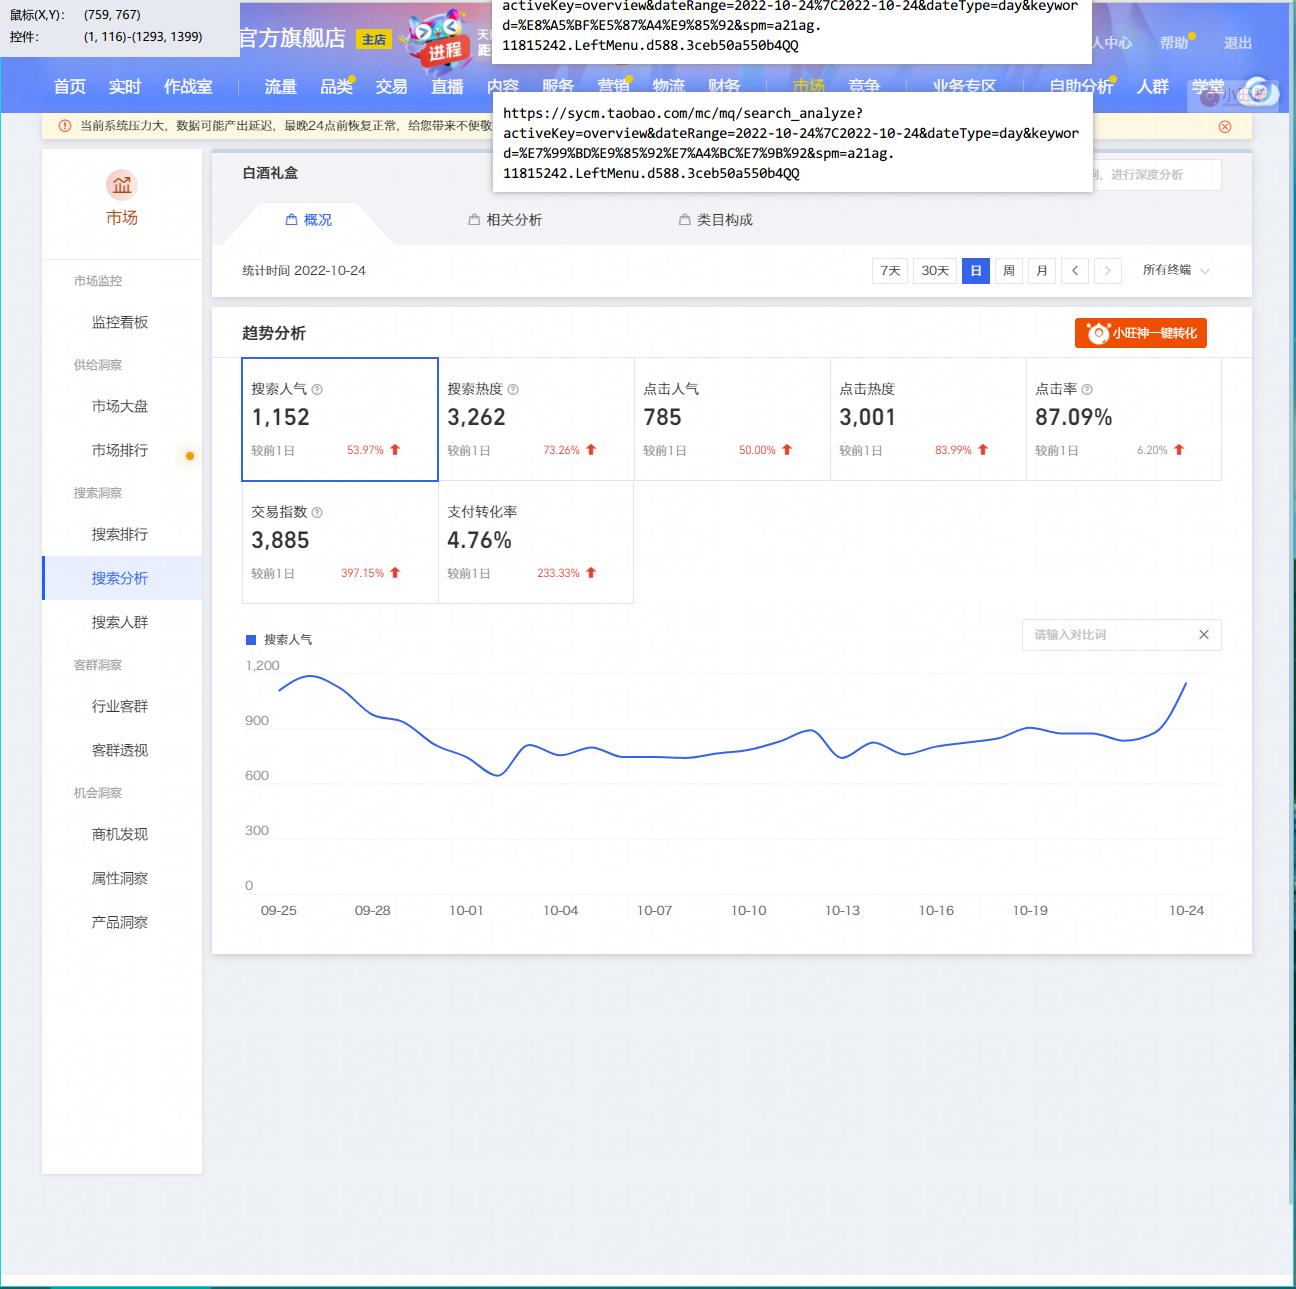 鼠标(X,Y)： (759, 767)
控件： (1, 116)-(1293, 1399)
官方旗舰店 主店
进程
activeKey=overview&dateRange=2022-10-24%7C2022-10-24&dateType=day&keywor
d=%E8%A5%BF%E5%87%A4%E9%85%92&spm=a21ag.
11815242.LeftMenu.d588.3ceb50a550b4QQ
人中心 帮助 退出
首页 实时 作战室 流量 品类 交易 直播 内容 服务 营销 物流 财务 市场 竞争 业务专区 自助分析 人群 学堂
https://sycm.taobao.com/mc/mq/search_analyze?
activeKey=overview&dateRange=2022-10-24%7C2022-10-24&dateType=day&keywor
d=%E7%99%BD%E9%85%92%E7%A4%BC%E7%9B%92&spm=a21ag.
11815242.LeftMenu.d588.3ceb50a550b4QQ
当前系统压力大，数据可能产出延迟，最晚24点前恢复正常，给您带来不便敬
市场
市场监控
监控看板
供给洞察
市场大盘
市场排行
搜索洞察
搜索排行
搜索分析
搜索人群
客群洞察
行业客群
客群透视
机会洞察
商机发现
属性洞察
产品洞察
白酒礼盒
，进行深度分析
概况 相关分析 类目构成
统计时间 2022-10-24
7天 30天 日 周 月 < > 所有终端
趋势分析
小旺神一键转化
搜索人气
1,152
较前1日 53.97%
搜索热度
3,262
较前1日 73.26%
点击人气
785
较前1日 50.00%
点击热度
3,001
较前1日 83.99%
点击率
87.09%
较前1日 6.20%
交易指数
3,885
较前1日 397.15%
支付转化率
4.76%
较前1日 233.33%
搜索人气
请输入对比词
1,200
900
600
300
0
09-25 09-28 10-01 10-04 10-07 10-10 10-13 10-16 10-19 10-24